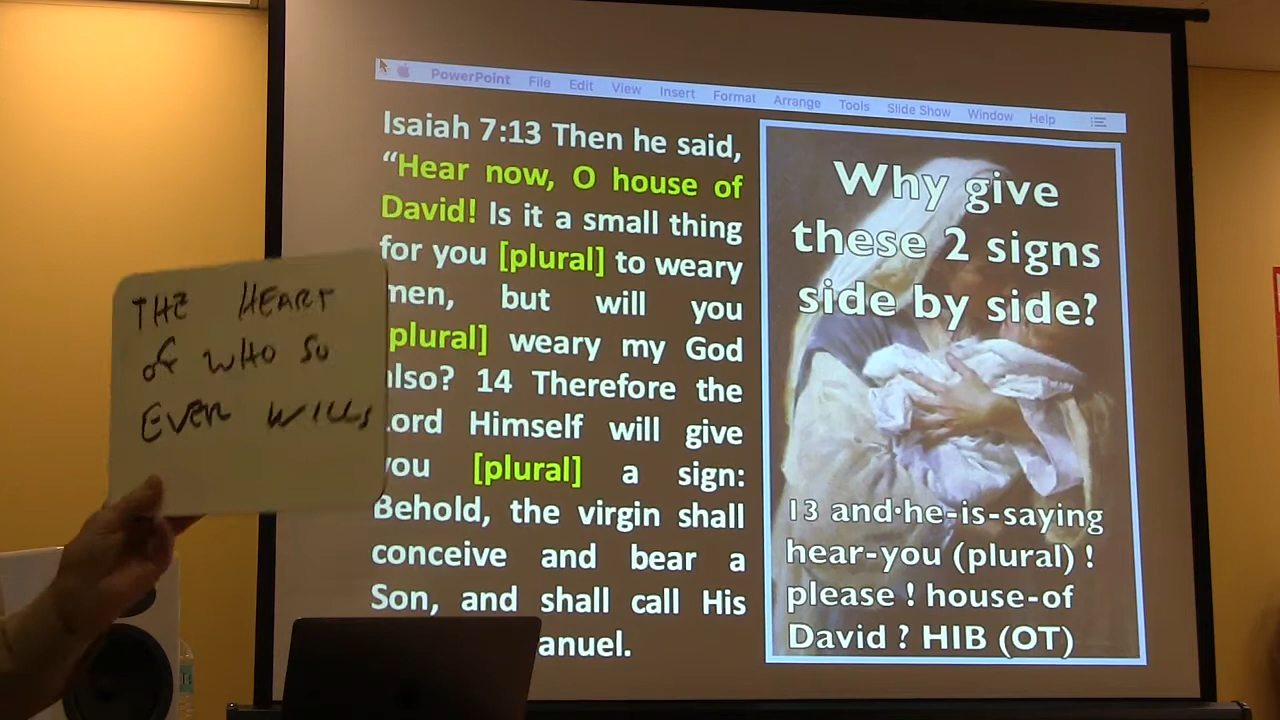 PowerPoint File Edit View Insert Format Arrange Tools Slide Show Window Help
Isaiah 7:13 Then he said,
“Hear now, O house of
David! Is it a small thing
for you [plural] to weary
men, but will you
plural] weary my God
also? 14 Therefore the
Lord Himself will give
you [plural] a sign:
Behold, the virgin shall
conceive and bear a
Son, and shall call His
anuel.
Why give
these 2 signs
side by side?
13 and·he-is-saying
hear-you (plural) !
please ! house-of
David ? HIB (OT)
THE HEART
of WHO SO
EVER WILLS